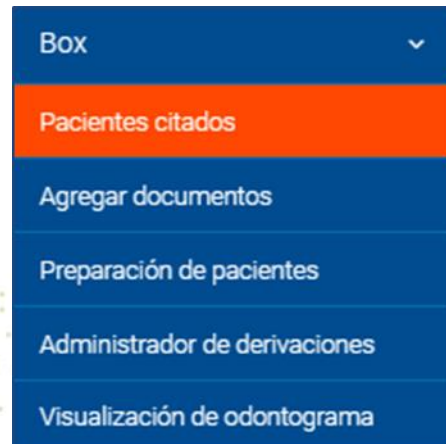 Box
Pacientes citados
Agregar documentos
Preparación de pacientes
Administrador de derivaciones
Visualización de odontograma